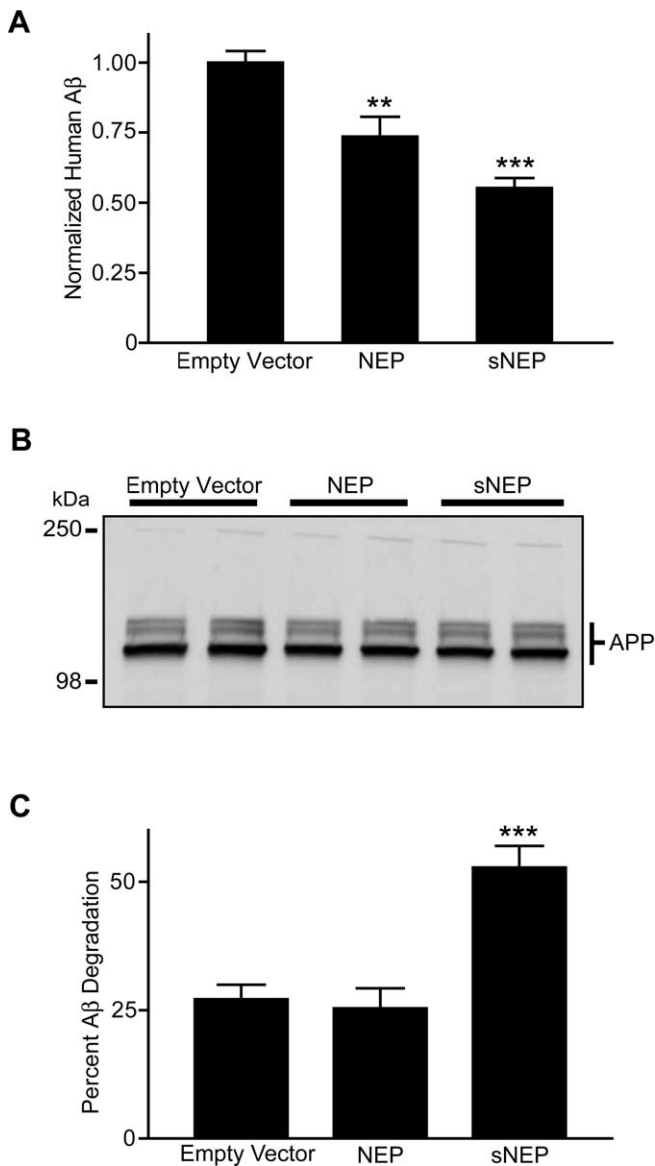 A
Normalized Human Aβ
1.00
**
0.75
***
0.50
0.25
0
Empty Vector NEP sNEP
B
kDa Empty Vector NEP sNEP
250
APP
98
C
Percent Aβ Degradation
***
50
25
0
Empty Vector NEP sNEP